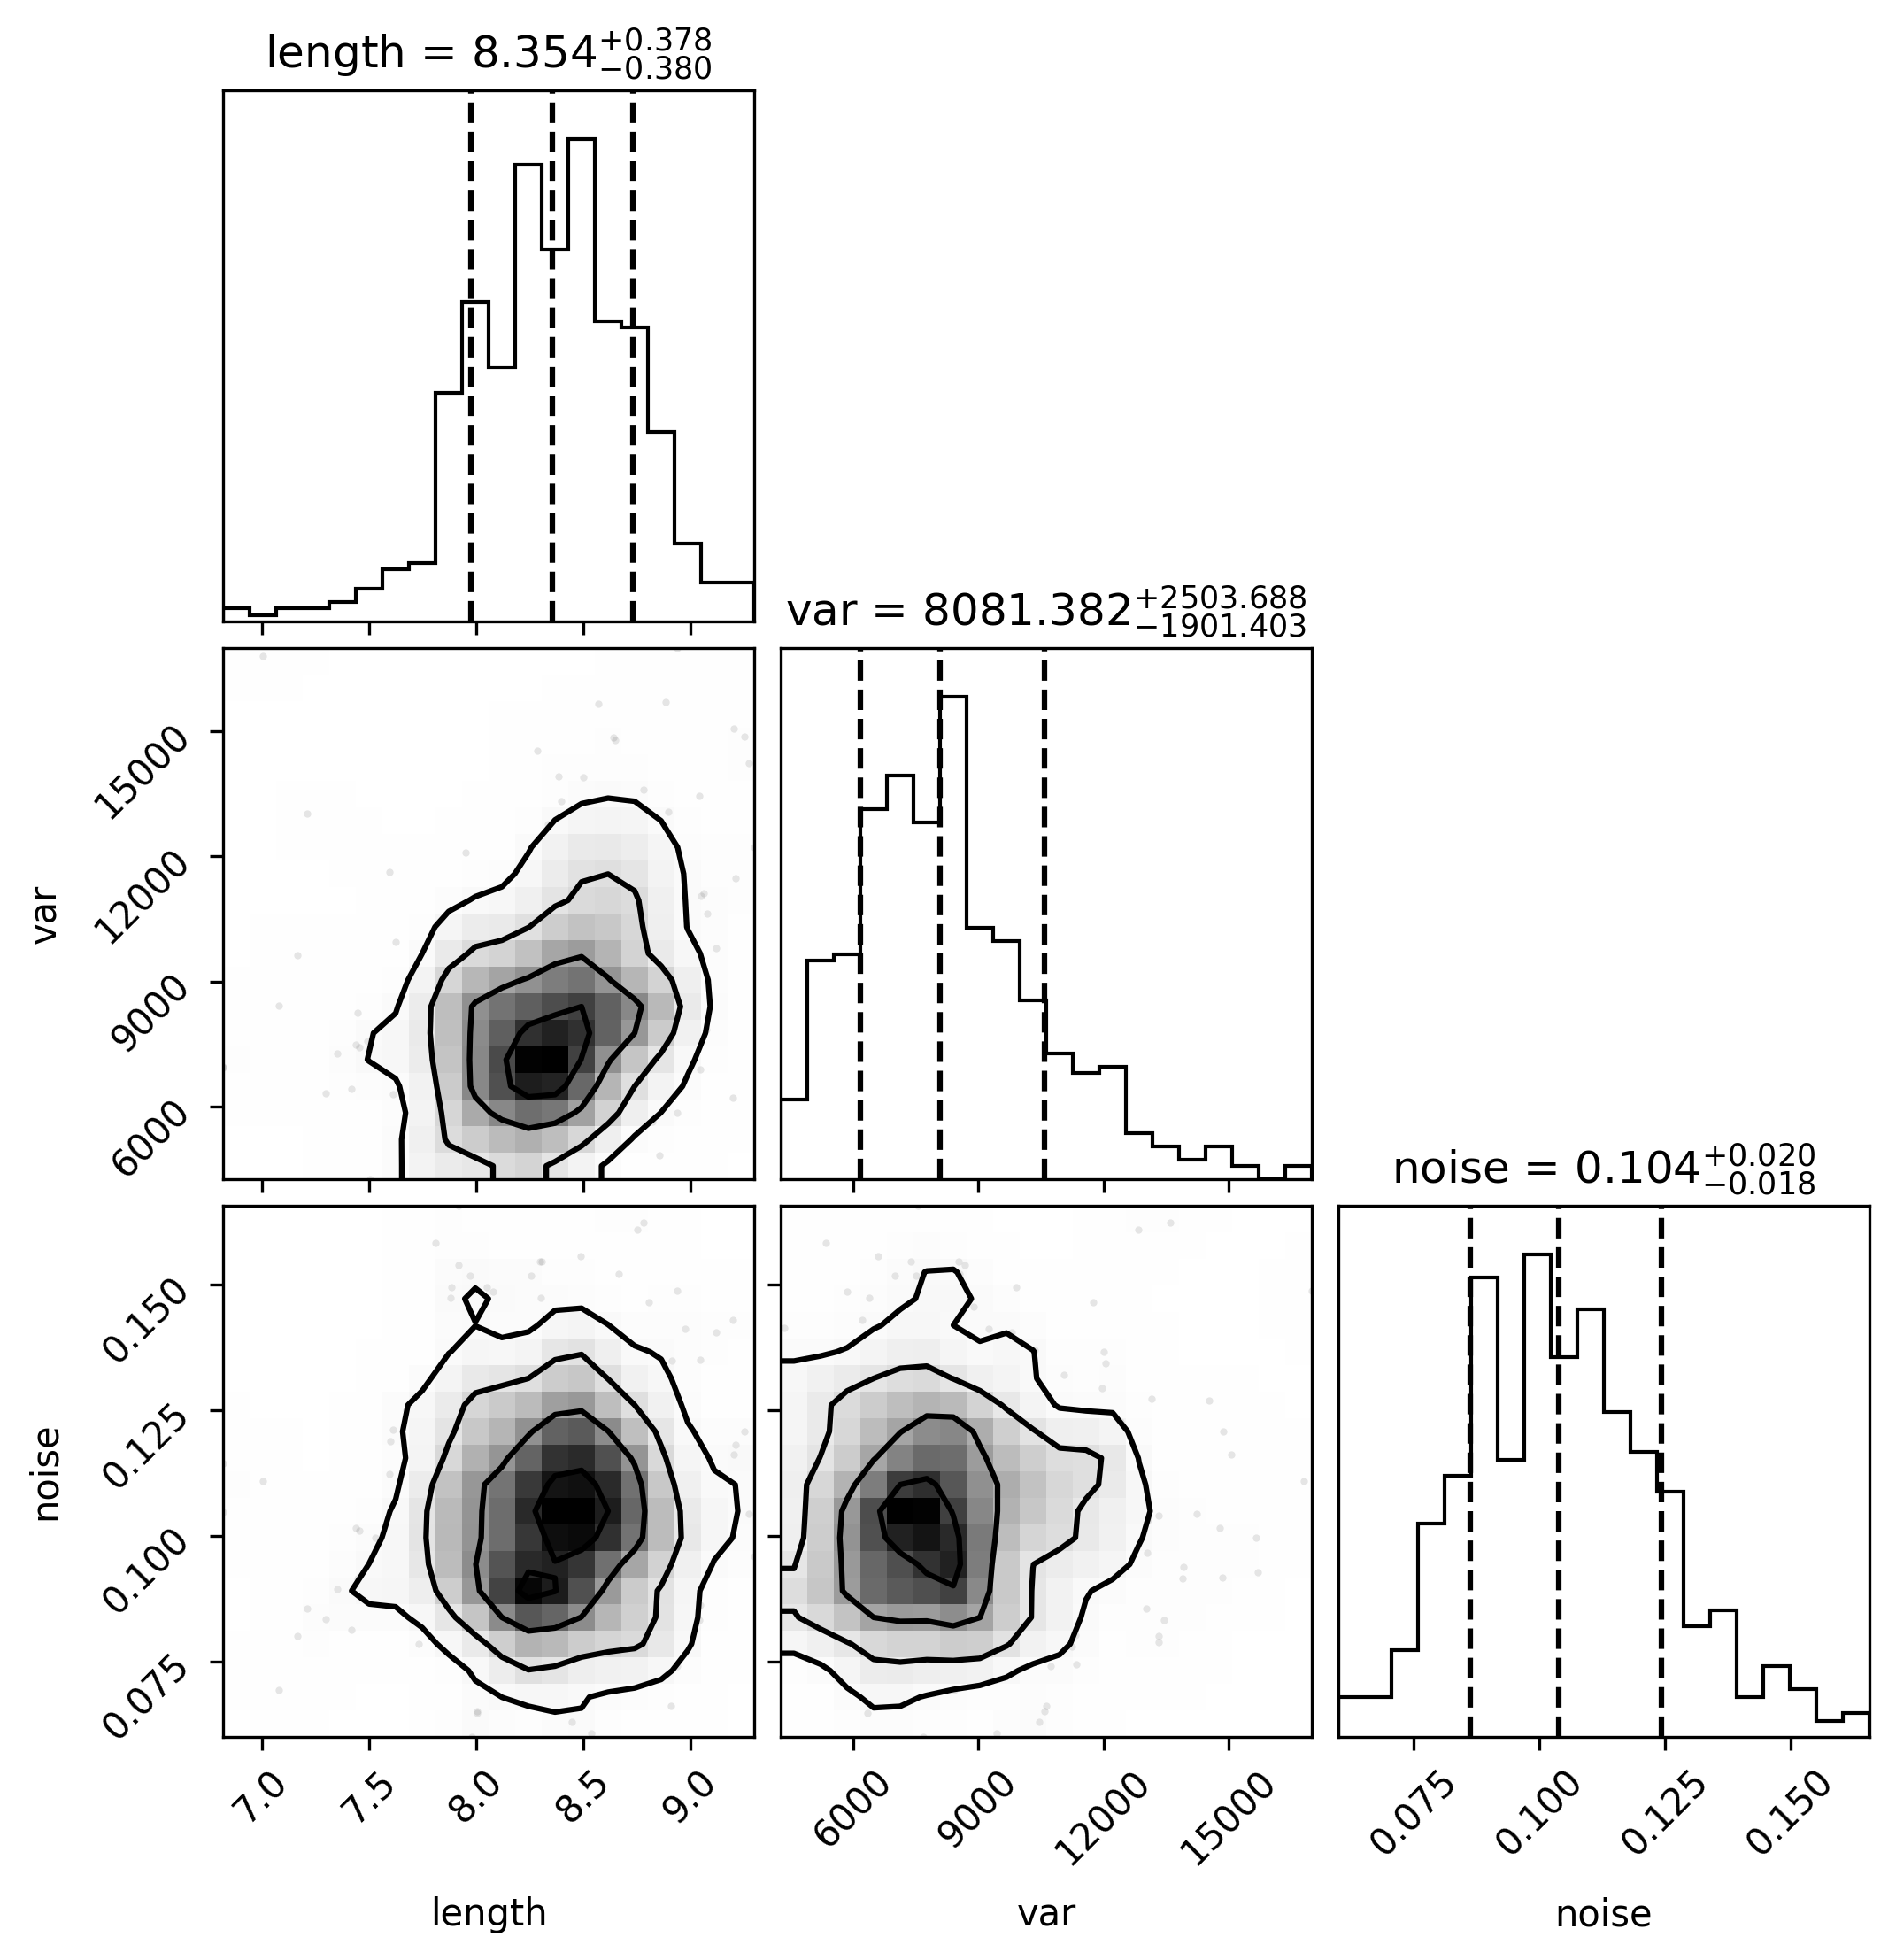 length = 8.354+0.378 −0.380
var = 8081.382+2503.688 −1901.403
15000
12000
9000
6000
var
noise = 0.104+0.020 −0.018
0.150
0.125
0.100
0.075
noise
7.0 7.5 8.0 8.5 9.0
6000 9000 12000 15000
0.075 0.100 0.125 0.150
length var noise